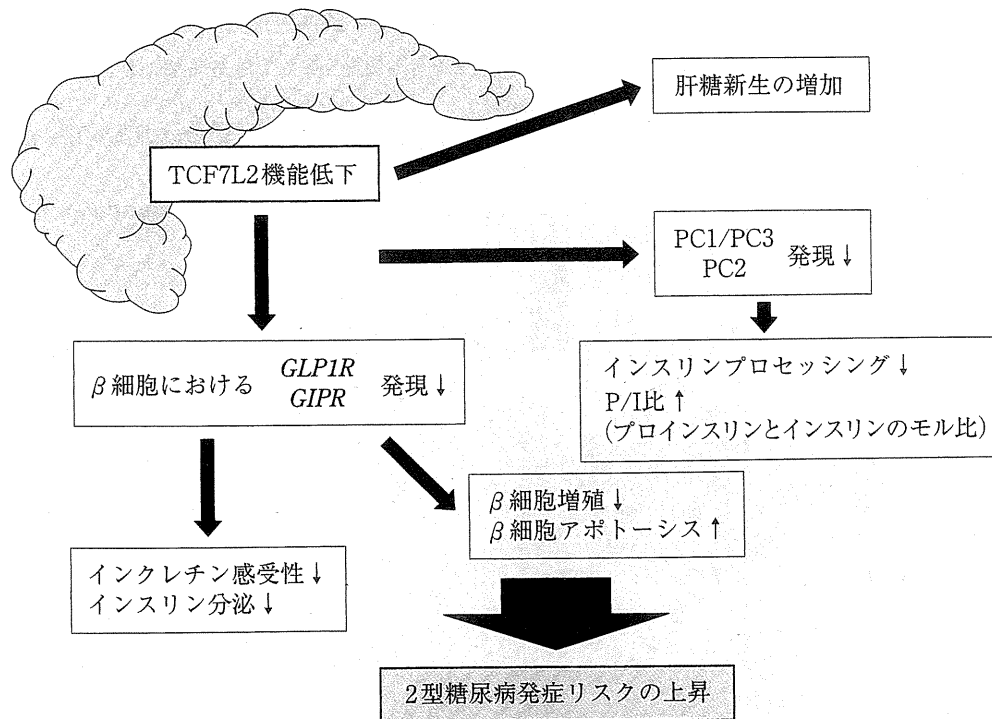 肝糖新生の増加
TCF7L2機能低下
PC1/PC3
PC2
発現↓
β細胞における
GLP1R
GIPR
発現↓
インスリンプロセッシング↓
P/I比↑
(プロインスリンとインスリンのモル比)
β細胞増殖↓
β細胞アポトーシス↑
インクレチン感受性↓
インスリン分泌↓
2型糖尿病発症リスクの上昇